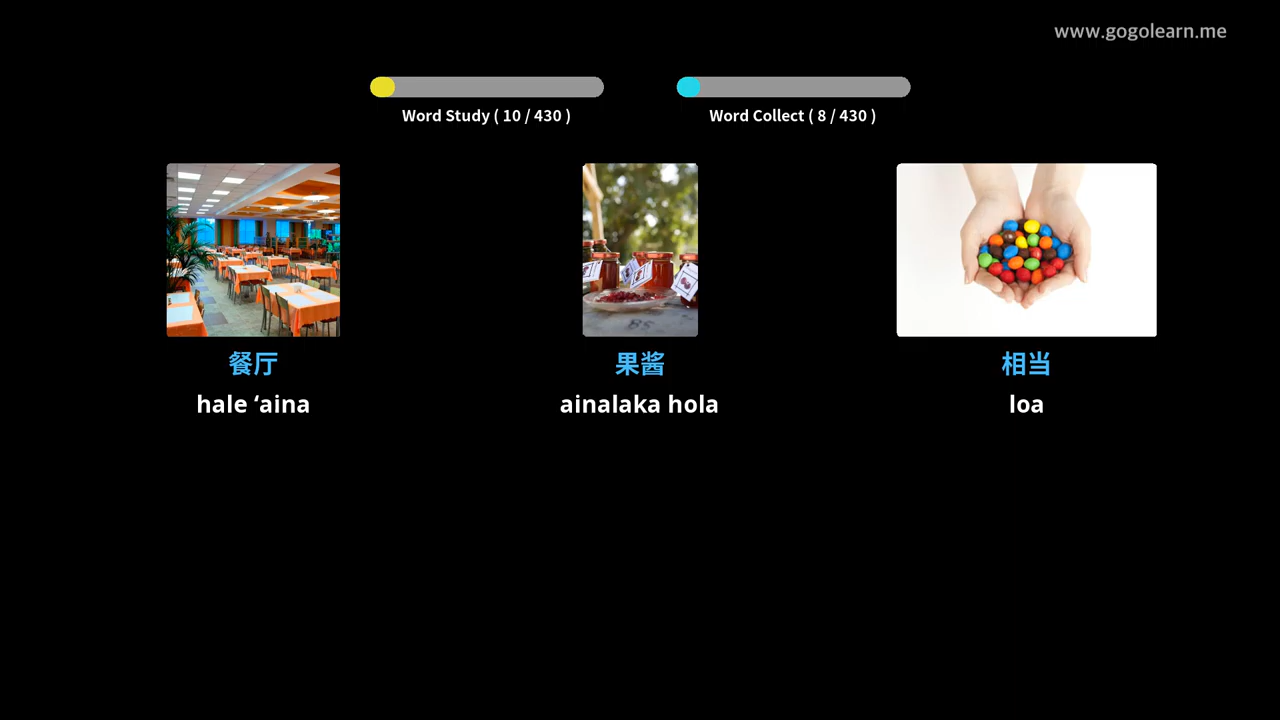 www.gogolearn.me
Word Study ( 10 / 430 )
Word Collect ( 8 / 430 )
餐厅
果酱
相当
hale ‘aina
ainalaka hola
loa